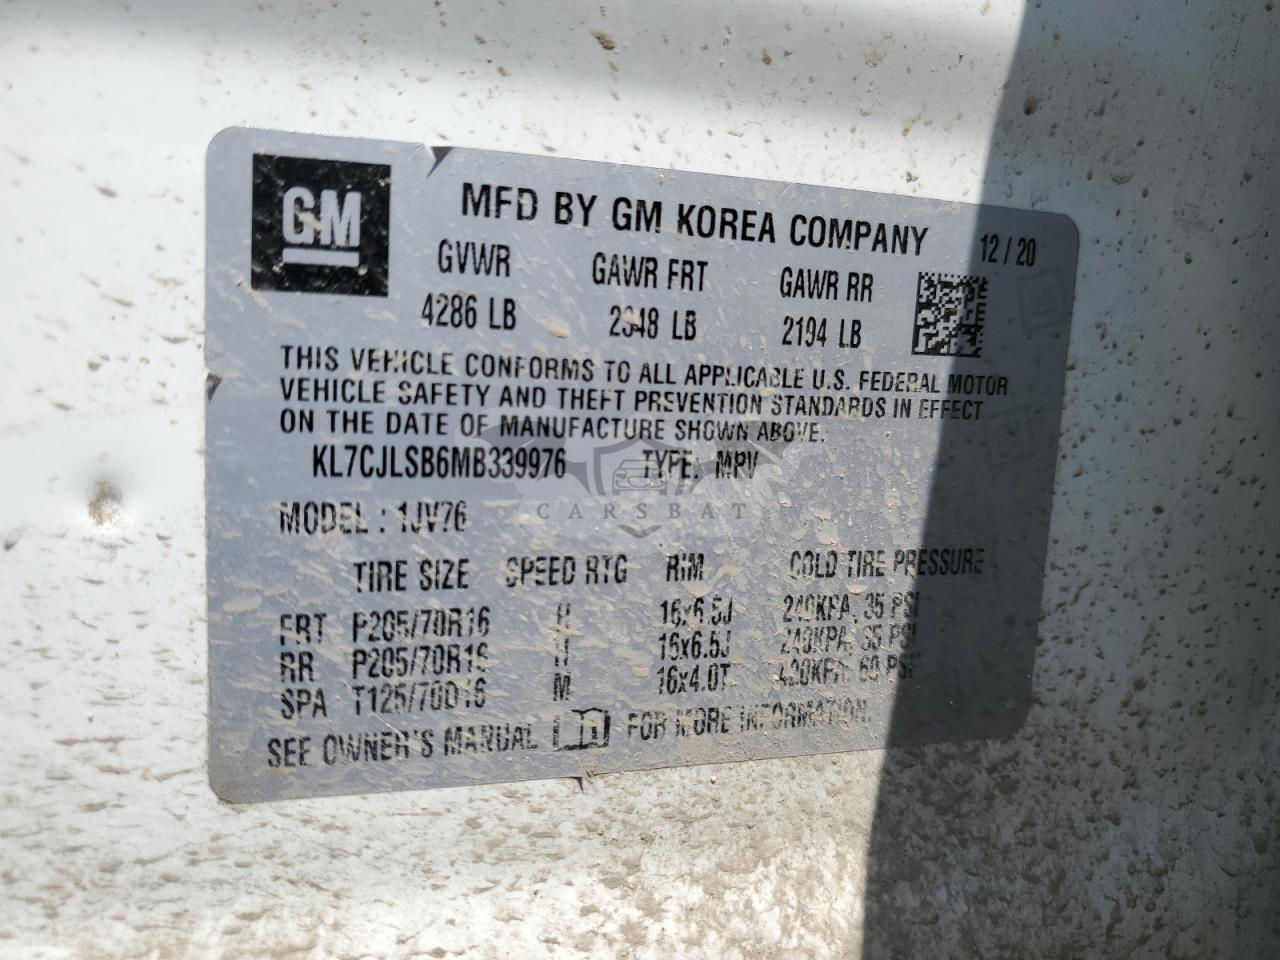 GM
MFD BY GM KOREA COMPANY
12/20
GVWR GAWR FRT GAWR RR
4286 LB 2348 LB 2194 LB
THIS VEHICLE CONFORMS TO ALL APPLICABLE U.S. FEDERAL MOTOR
VEHICLE SAFETY AND THEFT PREVENTION STANDARDS IN EFFECT
ON THE DATE OF MANUFACTURE SHOWN ABOVE.
KL7CJLSB6MB339976 TYPE: MPV
CARSBAT
MODEL : 1JV76
TIRE SIZE SPEED RTG RIM COLD TIRE PRESSURE
FRT P205/70R16 H 16x6.5J 240KPA, 35 PSI
RR P205/70R16 H 16x6.5J 240KPA, 35 PSI
SPA T125/70D16 M 16x4.0T 420KPA, 60 PSI
SEE OWNER'S MANUAL FOR MORE INFORMATION.